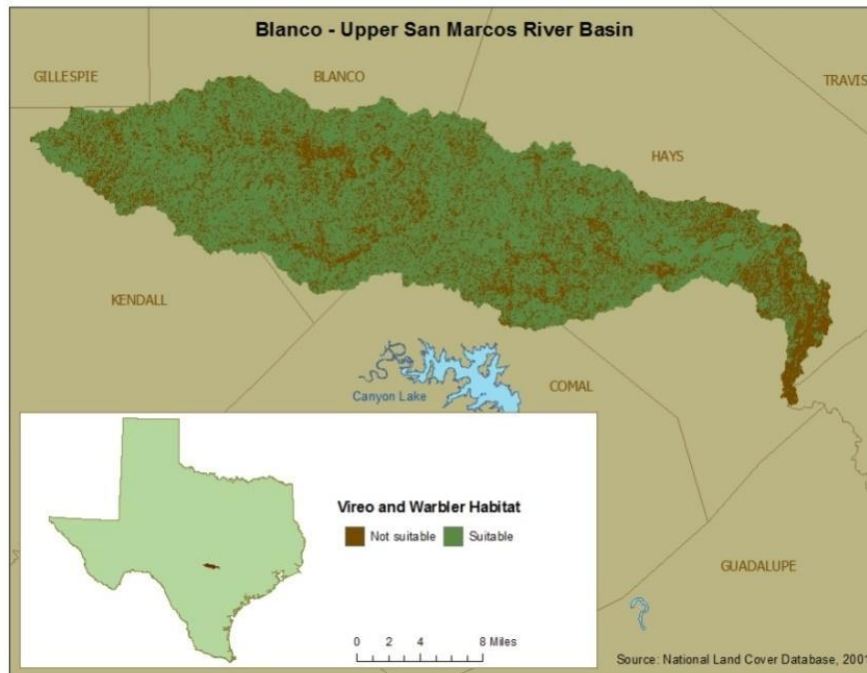 Blanco - Upper San Marcos River Basin
GILLESPIE
BLANCO
TRAVIS
HAYS
KENDALL
Canyon Lake
COMAL
Vireo and Warbler Habitat
Not suitable Suitable
GUADALUPE
0 2 4 8 Miles
Source: National Land Cover Database, 2001